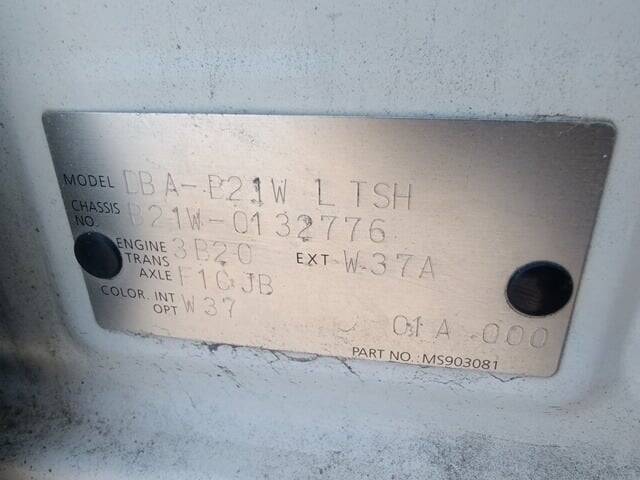 MODEL DBA-B21W LTSH
CHASSIS NO. B21W-0132776
ENGINE 3B20 EXT W37A
TRANS AXLE F1CJB
COLOR. INT OPT W37
01A 000
PART NO.: MS903081